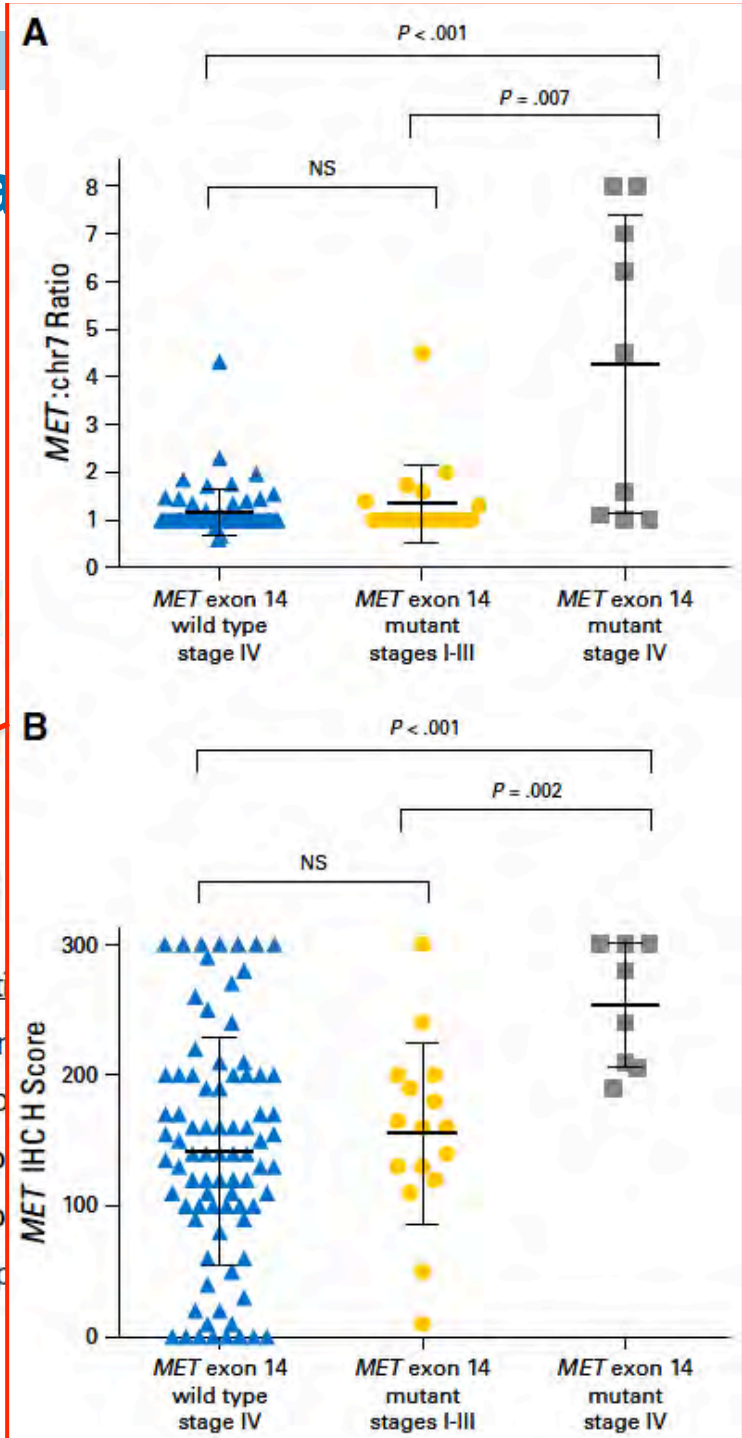 A
P < .001
P = .007
NS
8
7
6
5
4
3
2
1
0
MET:chr7 Ratio
MET exon 14
wild type
stage IV
MET exon 14
mutant
stages I-III
MET exon 14
mutant
stage IV
B
P < .001
P = .002
NS
300
200
100
0
MET IHC H Score
MET exon 14
wild type
stage IV
MET exon 14
mutant
stages I-III
MET exon 14
mutant
stage IV